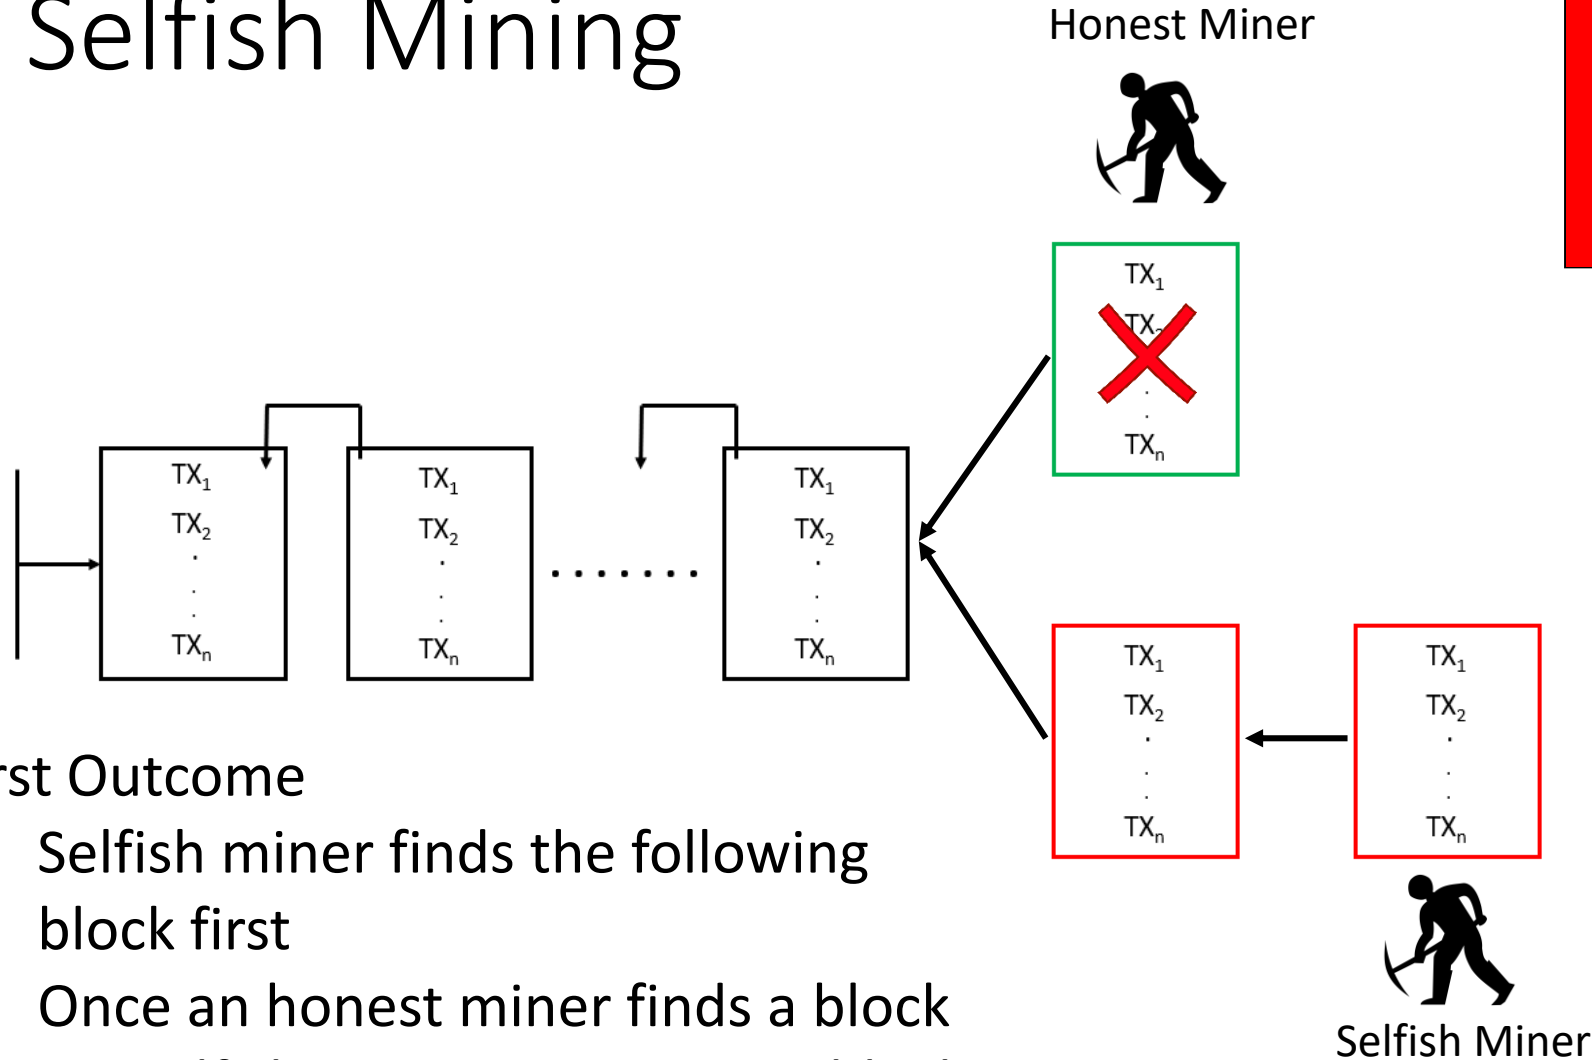 Selfish Mining
Honest Miner
TX1
TXn
TX1
TX2
.
.
.
TXn
TX1
TX2
.
.
.
TXn
.......
TX1
TX2
.
.
.
TXn
TX1
TX2
.
.
.
TXn
TX1
TX2
.
.
.
TXn
Outcome
Selfish miner finds the following
block first
Once an honest miner finds a block
Selfish Miner